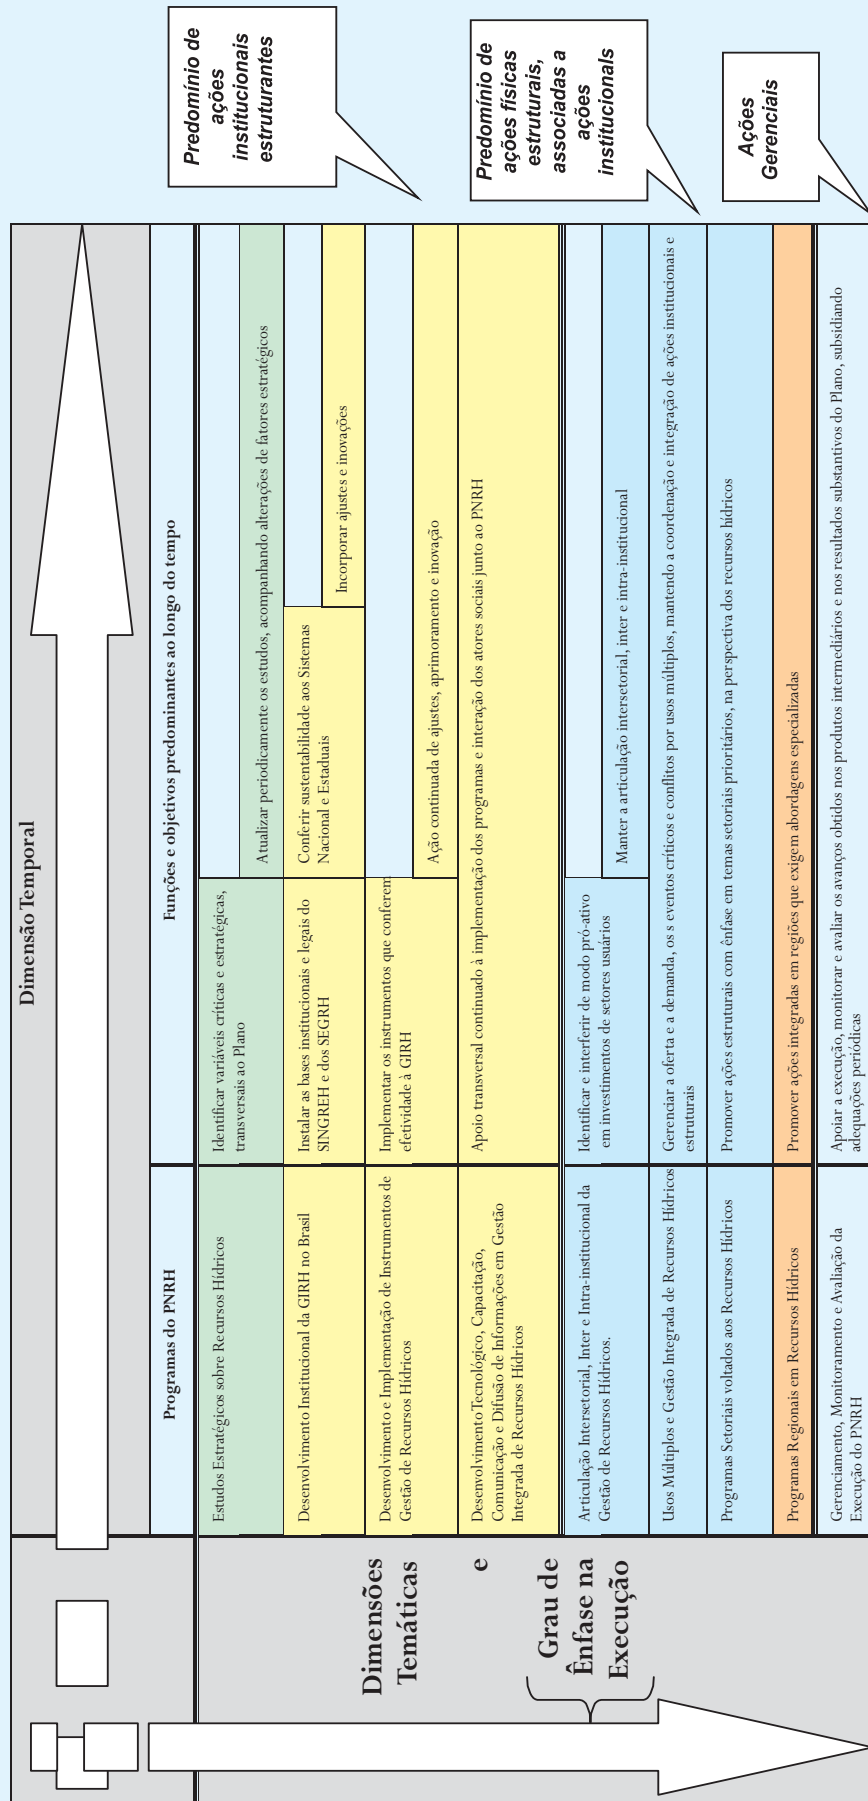 Dimensão Temporal
Programas do PNRH
Funções e objetivos predominantes ao longo do tempo
Estudos Estratégicos sobre Recursos Hídricos
Identificar variáveis críticas e estratégicas,
transversais ao Plano
Atualizar periodicamente os estudos, acompanhando alterações de fatores estratégicos
Desenvolvimento Institucional da GIRH no Brasil
Instalar as bases institucionais e legais do
SINGREH e dos SEGRH
Conferir sustentabilidade aos Sistemas
Nacional e Estaduais
Incorporar ajustes e inovações
Desenvolvimento e Implementação de Instrumentos de
Gestão de Recursos Hídricos
Implementar os instrumentos que conferem
efetividade à GIRH
Ação continuada de ajustes, aprimoramento e inovação
Desenvolvimento Tecnológico, Capacitação,
Comunicação e Difusão de Informações em Gestão
Integrada de Recursos Hídricos
Apoio transversal continuado à implementação dos programas e interação dos atores sociais junto ao PNRH
Articulação Intersetorial, Inter e Intra-institucional da
Gestão de Recursos Hídricos.
Identificar e interferir de modo pró-ativo
em investimentos de setores usuários
Manter a articulação intersetorial, inter e intra-institucional
Usos Múltiplos e Gestão Integrada de Recursos Hídricos
Gerenciar a oferta e a demanda, os s eventos críticos e conflitos por usos múltiplos, mantendo a coordenação e integração de ações institucionais e
estruturais
Programas Setoriais voltados aos Recursos Hídricos
Promover ações estruturais com ênfase em temas setoriais prioritários, na perspectiva dos recursos hídricos
Programas Regionais em Recursos Hídricos
Promover ações integradas em regiões que exigem abordagens especializadas
Gerenciamento, Monitoramento e Avaliação da
Execução do PNRH
Apoiar a execução, monitorar e avaliar os avanços obtidos nos produtos intermediários e nos resultados substantivos do Plano, subsidiando
adequações periódicas
Dimensões
Temáticas
e
Grau de
Ênfase na
Execução
Predomínio de
ações
institucionais
estruturantes
Predomínio de
ações físicas
estruturais,
associadas a
ações
institucionals
Ações
Gerenciais